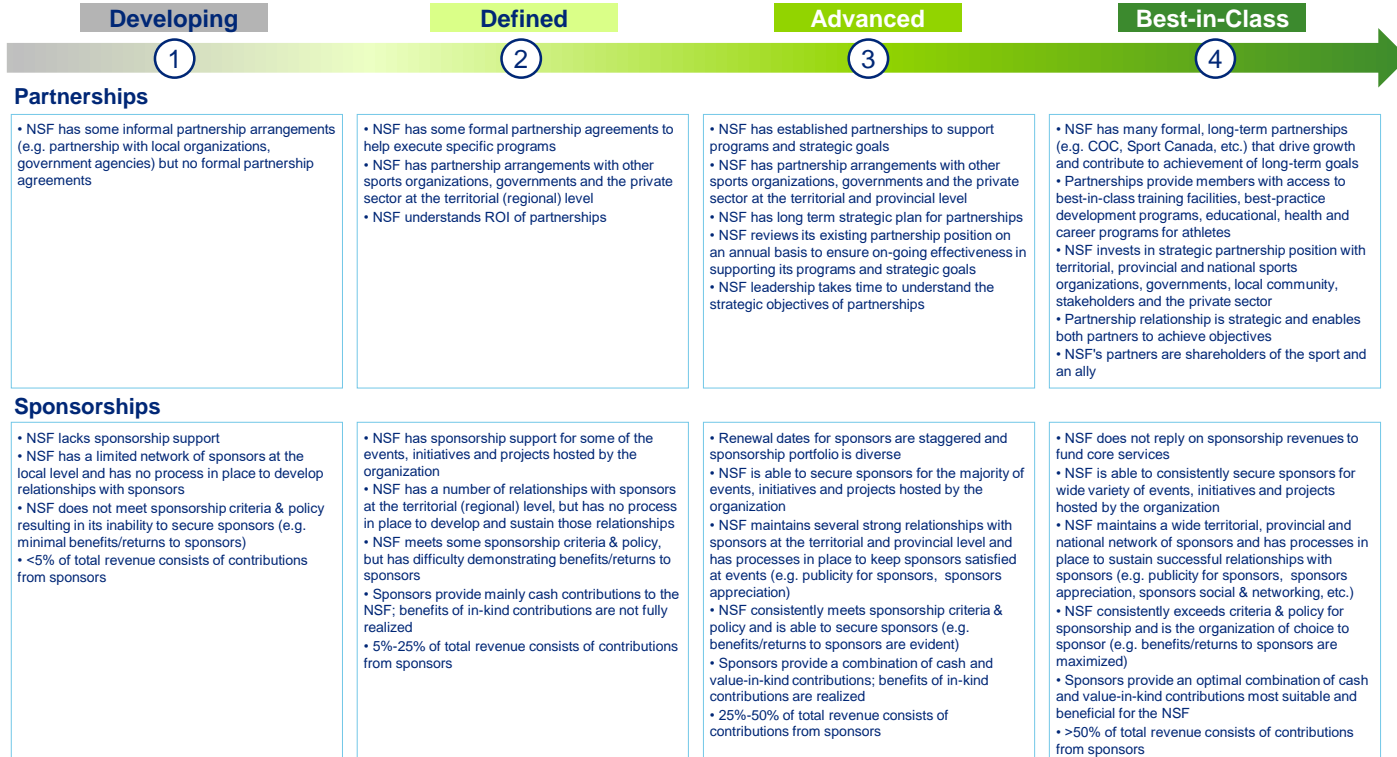 Developing
Defined
Advanced
Best-in-Class
1
2
3
4
Partnerships
• NSF has some informal partnership arrangements
(e.g. partnership with local organizations,
government agencies) but no formal partnership
agreements
• NSF has some formal partnership agreements to
help execute specific programs
• NSF has partnership arrangements with other
sports organizations, governments and the private
sector at the territorial (regional) level
• NSF understands ROI of partnerships
• NSF has established partnerships to support
programs and strategic goals
• NSF has partnership arrangements with other
sports organizations, governments and the private
sector at the territorial and provincial level
• NSF has long term strategic plan for partnerships
• NSF reviews its existing partnership position on
an annual basis to ensure on-going effectiveness in
supporting its programs and strategic goals
• NSF leadership takes time to understand the
strategic objectives of partnerships
• NSF has many formal, long-term partnerships
(e.g. COC, Sport Canada, etc.) that drive growth
and contribute to achievement of long-term goals
• Partnerships provide members with access to
best-in-class training facilities, best-practice
development programs, educational, health and
career programs for athletes
• NSF invests in strategic partnership position with
territorial, provincial and national sports
organizations, governments, local community,
stakeholders and the private sector
• Partnership relationship is strategic and enables
both partners to achieve objectives
• NSF's partners are shareholders of the sport and
an ally
Sponsorships
• NSF lacks sponsorship support
• NSF has a limited network of sponsors at the
local level and has no process in place to develop
relationships with sponsors
• NSF does not meet sponsorship criteria & policy
resulting in its inability to secure sponsors (e.g.
minimal benefits/returns to sponsors)
• <5% of total revenue consists of contributions
from sponsors
• NSF has sponsorship support for some of the
events, initiatives and projects hosted by the
organization
• NSF has a number of relationships with sponsors
at the territorial (regional) level, but has no process
in place to develop and sustain those relationships
• NSF meets some sponsorship criteria & policy,
but has difficulty demonstrating benefits/returns to
sponsors
• Sponsors provide mainly cash contributions to the
NSF; benefits of in-kind contributions are not fully
realized
• 5%-25% of total revenue consists of contributions
from sponsors
• Renewal dates for sponsors are staggered and
sponsorship portfolio is diverse
• NSF is able to secure sponsors for the majority of
events, initiatives and projects hosted by the
organization
• NSF maintains several strong relationships with
sponsors at the territorial and provincial level and
has processes in place to keep sponsors satisfied
at events (e.g. publicity for sponsors, sponsors
appreciation)
• NSF consistently meets sponsorship criteria &
policy and is able to secure sponsors (e.g.
benefits/returns to sponsors are evident)
• Sponsors provide a combination of cash and
value-in-kind contributions; benefits of in-kind
contributions are realized
• 25%-50% of total revenue consists of
contributions from sponsors
• NSF does not reply on sponsorship revenues to
fund core services
• NSF is able to consistently secure sponsors for
wide variety of events, initiatives and projects
hosted by the organization
• NSF maintains a wide territorial, provincial and
national network of sponsors and has processes in
place to sustain successful relationships with
sponsors (e.g. publicity for sponsors, sponsors
appreciation, sponsors social & networking, etc.)
• NSF consistently exceeds criteria & policy for
sponsorship and is the organization of choice to
sponsor (e.g. benefits/returns to sponsors are
maximized)
• Sponsors provide an optimal combination of cash
and value-in-kind contributions most suitable and
beneficial for the NSF
• >50% of total revenue consists of contributions
from sponsors